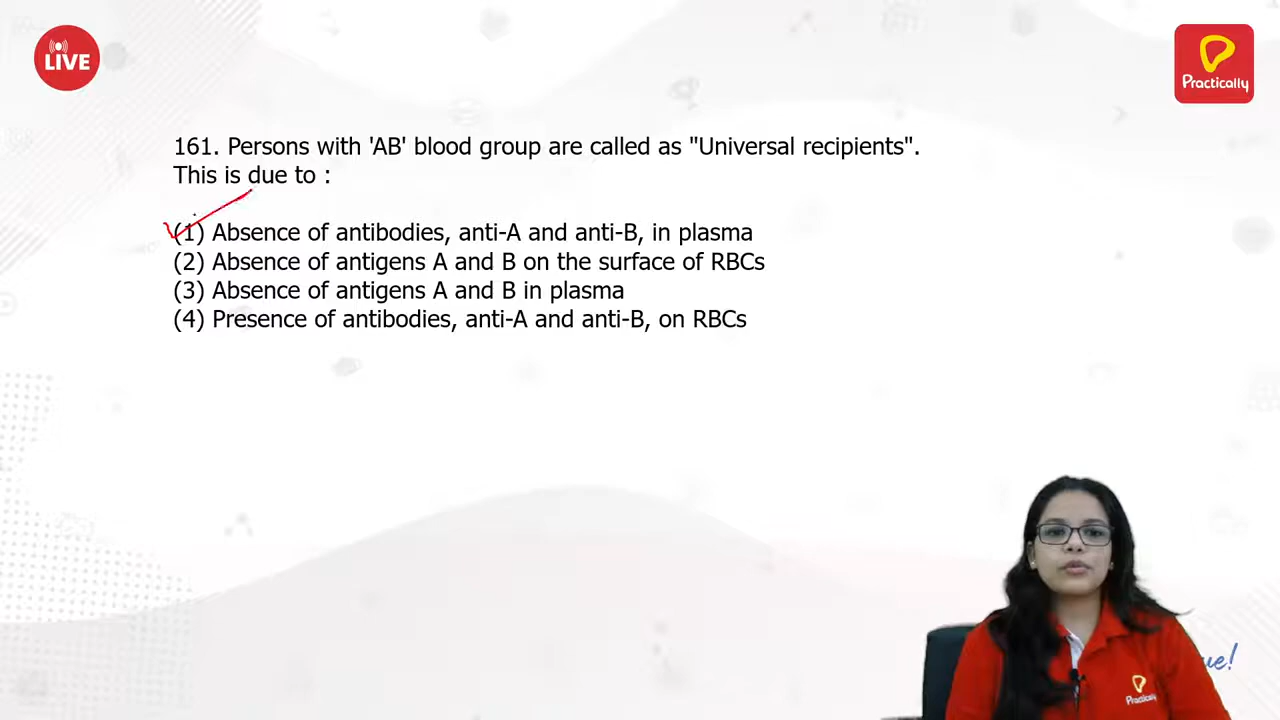 LIVE
Practically
161. Persons with 'AB' blood group are called as "Universal recipients".
This is due to :
(1) Absence of antibodies, anti-A and anti-B, in plasma
(2) Absence of antigens A and B on the surface of RBCs
(3) Absence of antigens A and B in plasma
(4) Presence of antibodies, anti-A and anti-B, on RBCs
Practically